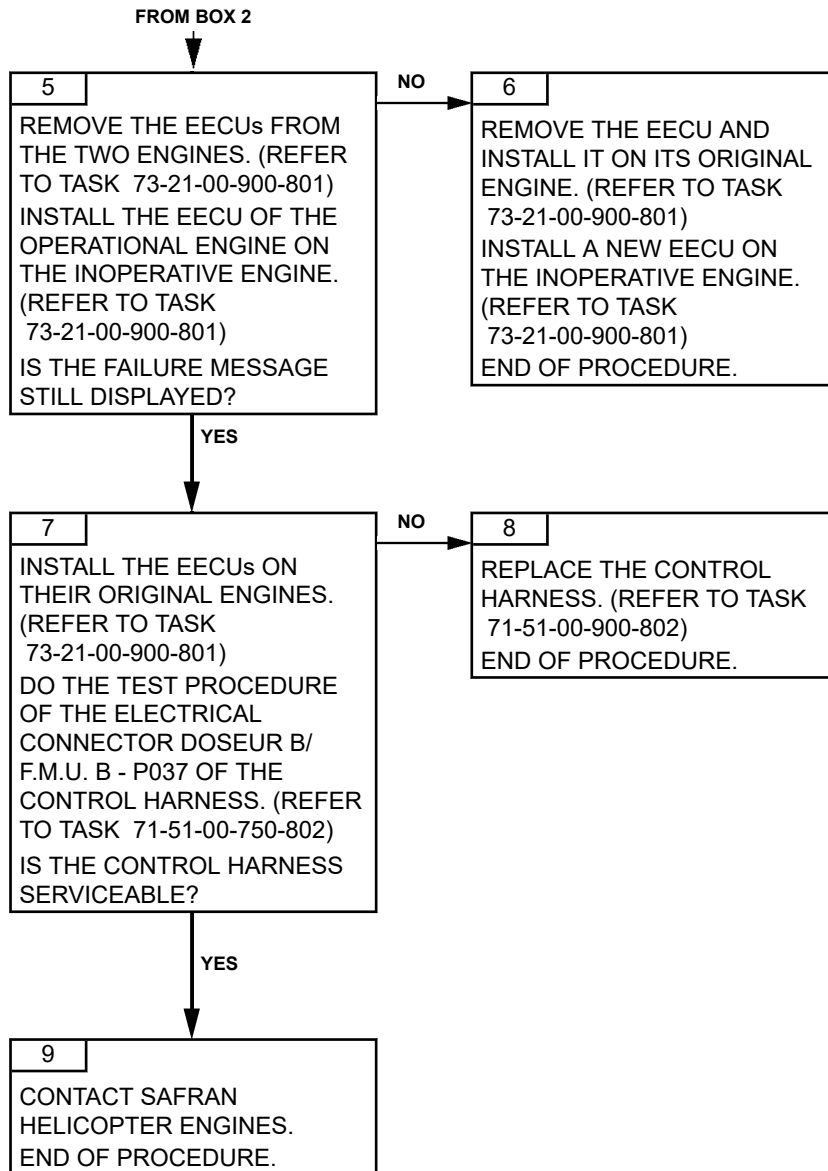 FROM BOX 2
5
REMOVE THE EECUs FROM
THE TWO ENGINES. (REFER
TO TASK 73-21-00-900-801)
INSTALL THE EECU OF THE
OPERATIONAL ENGINE ON
THE INOPERATIVE ENGINE.
(REFER TO TASK
73-21-00-900-801)
IS THE FAILURE MESSAGE
STILL DISPLAYED?
NO
6
REMOVE THE EECU AND
INSTALL IT ON ITS ORIGINAL
ENGINE. (REFER TO TASK
73-21-00-900-801)
INSTALL A NEW EECU ON
THE INOPERATIVE ENGINE.
(REFER TO TASK
73-21-00-900-801)
END OF PROCEDURE.
YES
7
INSTALL THE EECUs ON
THEIR ORIGINAL ENGINES.
(REFER TO TASK
73-21-00-900-801)
DO THE TEST PROCEDURE
OF THE ELECTRICAL
CONNECTOR DOSEUR B/
F.M.U. B - P037 OF THE
CONTROL HARNESS. (REFER
TO TASK 71-51-00-750-802)
IS THE CONTROL HARNESS
SERVICEABLE?
NO
8
REPLACE THE CONTROL
HARNESS. (REFER TO TASK
71-51-00-900-802)
END OF PROCEDURE.
YES
9
CONTACT SAFRAN
HELICOPTER ENGINES.
END OF PROCEDURE.